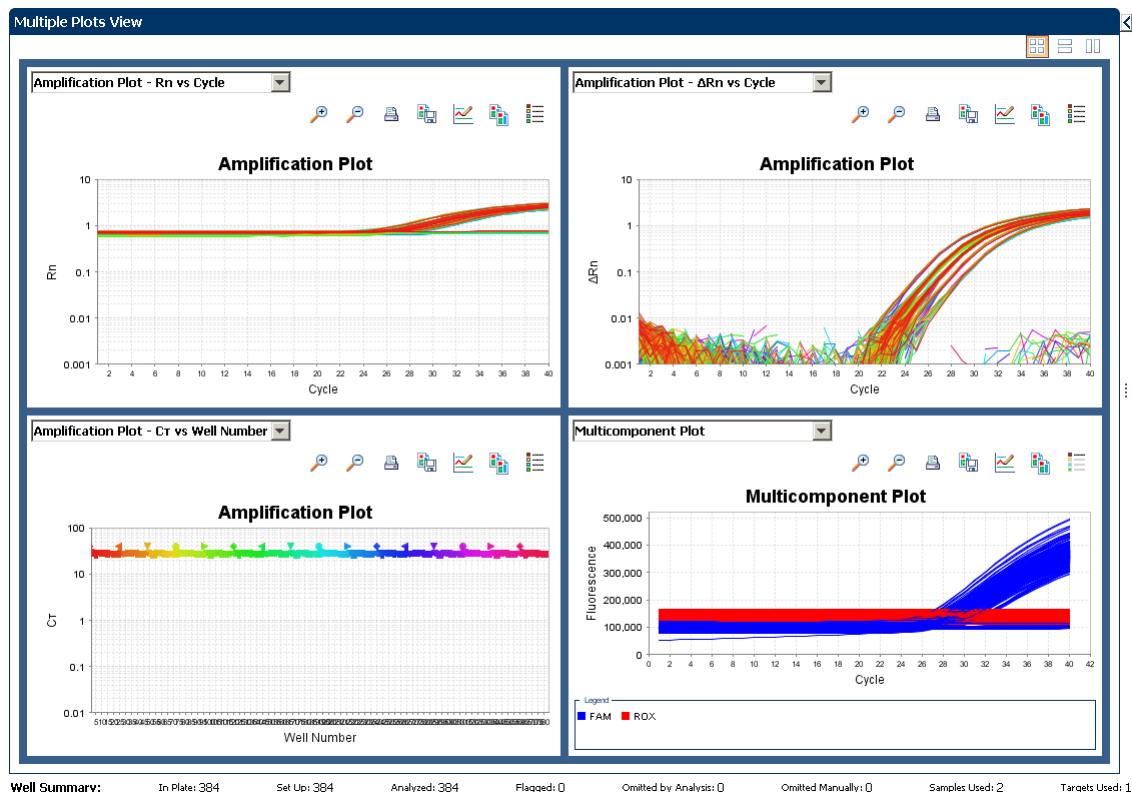 Multiple Plots View
Amplification Plot - Rn vs Cycle
Amplification Plot
10
1
0.1
0.01
0.001
Rn
2 4 6 8 10 12 14 16 18 20 22 24 26 28 30 32 34 36 38 40
Cycle
Amplification Plot - ΔRn vs Cycle
Amplification Plot
10
1
0.1
0.01
0.001
ΔRn
2 4 6 8 10 12 14 16 18 20 22 24 26 28 30 32 34 36 38 40
Cycle
Amplification Plot - Cт vs Well Number
Amplification Plot
100
10
1
0.1
0.01
Cт
Well Number
Multicomponent Plot
Multicomponent Plot
500,000
400,000
300,000
200,000
100,000
0
Fluorescence
0 2 4 6 8 10 12 14 16 18 20 22 24 26 28 30 32 34 36 38 40 42
Cycle
Legend
FAM ROX
Well Summary: In Plate: 384 Set Up: 384 Analyzed: 384 Flagged: 0 Omitted by Analysis: 0 Omitted Manually: 0 Samples Used: 2 Targets Used: 1